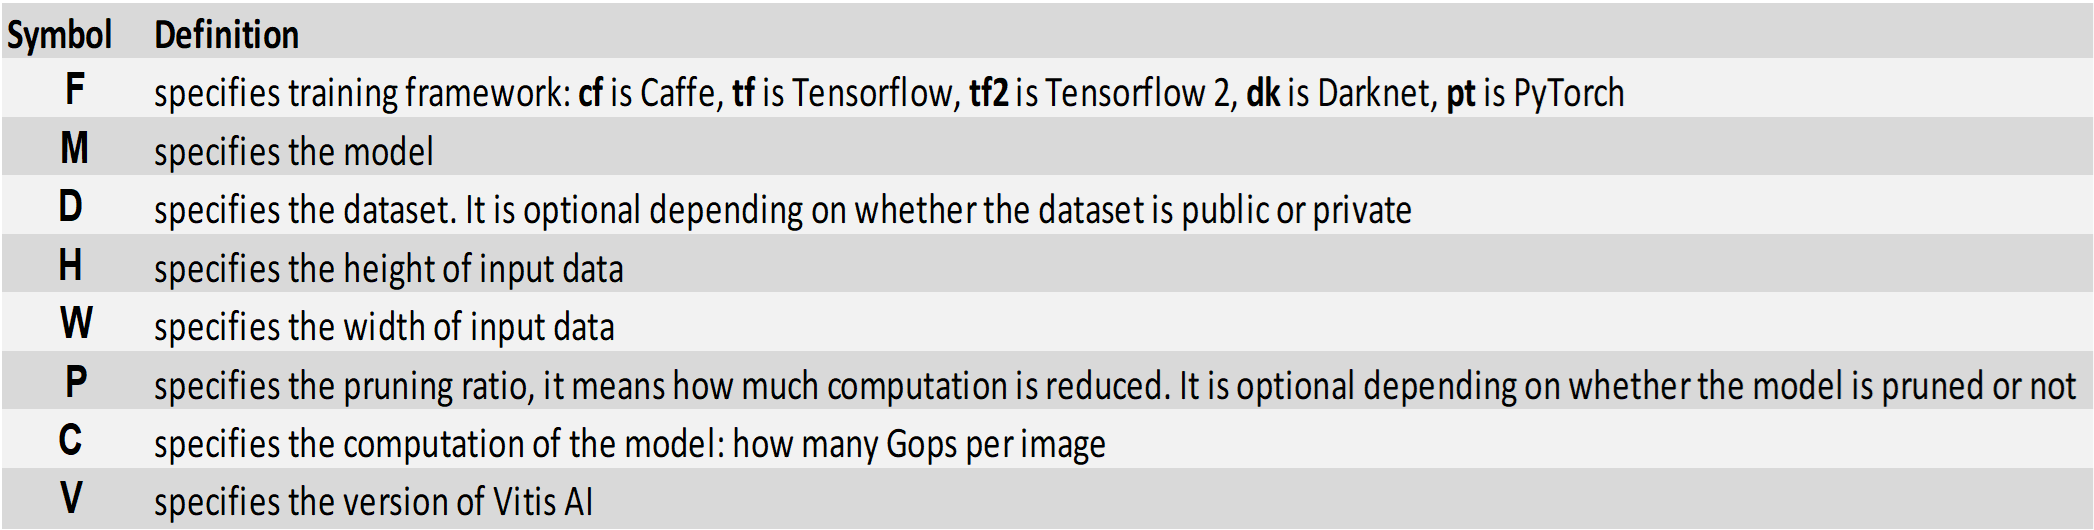 Symbol Definition
F specifies training framework: cf is Caffe, tf is Tensorflow, tf2 is Tensorflow 2, dk is Darknet, pt is PyTorch
M specifies the model
D specifies the dataset. It is optional depending on whether the dataset is public or private
H specifies the height of input data
W specifies the width of input data
P specifies the pruning ratio, it means how much computation is reduced. It is optional depending on whether the model is pruned or not
C specifies the computation of the model: how many Gops per image
V specifies the version of Vitis AI